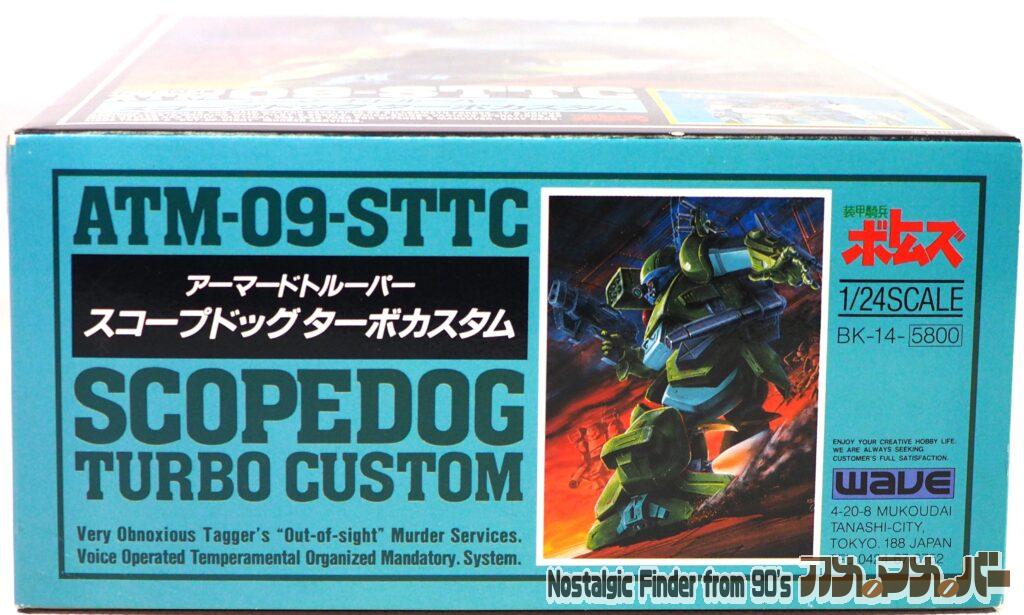 ATM-09-STTC
アーマードトルーパー
スコープドッグ ターボカスタム
SCOPEDOG
TURBO CUSTOM
Very Obnoxious Tagger's "Out-of-sight" Murder Services.
Voice Operated Temperamental Organized Mandatory. System.
装甲騎兵
ボトムズ
1/24SCALE
BK-14-5800
ENJOY YOUR CREATIVE HOBBY LIFE.
WE ARE ALWAYS SEEKING
CUSTOMER'S FULL SATISFACTION.
WAVE
4-20-8 MUKOUDAI
TANASHI-CITY,
TOKYO. 188 JAPAN
Nostalgic Finder from 90's